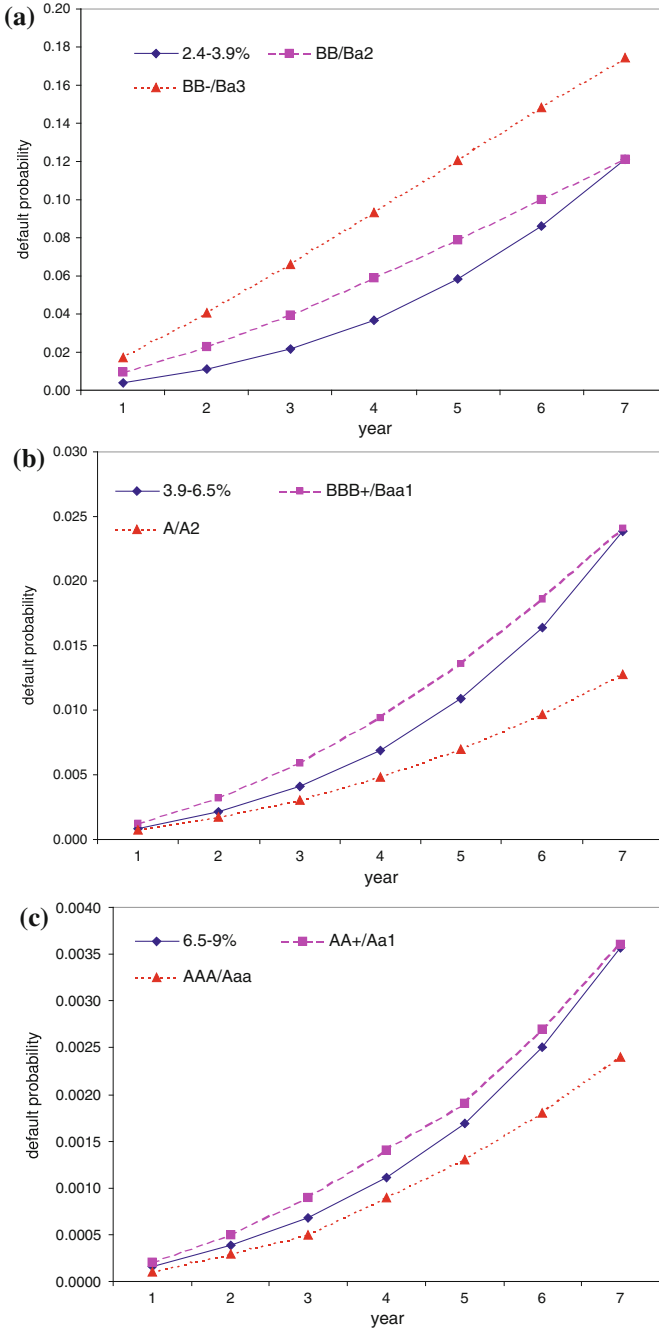 (a)
0.20
0.18
0.16
0.14
0.12
0.10
0.08
0.06
0.04
0.02
0.00
default probability
2.4-3.9%
BB/Ba2
BB-/Ba3
1 2 3 4 5 6 7
year
(b)
0.030
0.025
0.020
0.015
0.010
0.005
0.000
default probability
3.9-6.5%
BBB+/Baa1
A/A2
1 2 3 4 5 6 7
year
(c)
0.0040
0.0035
0.0030
0.0025
0.0020
0.0015
0.0010
0.0005
0.0000
default probability
6.5-9%
AA+/Aa1
AAA/Aaa
1 2 3 4 5 6 7
year